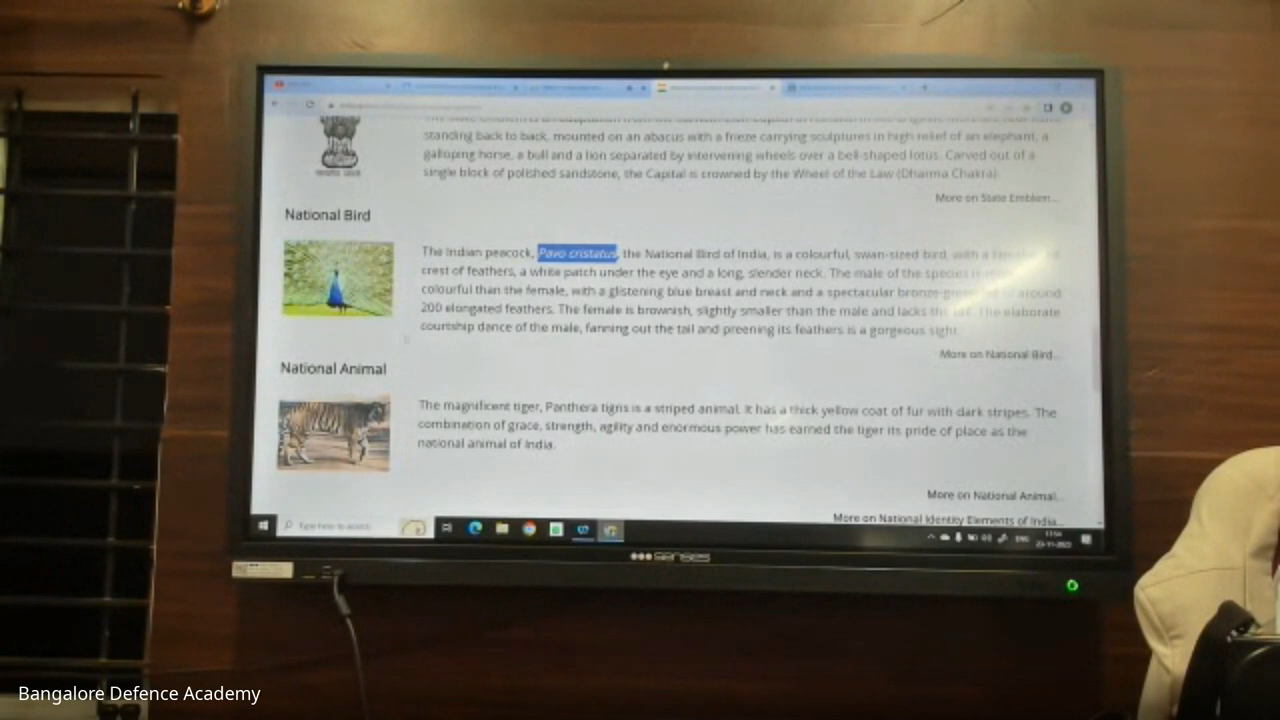 standing back to back, mounted on an abacus with a frieze carrying sculptures in high relief of an elephant, a
galloping horse, a bull and a lion separated by intervening wheels over a bell-shaped lotus. Carved out of a
single block of polished sandstone, the Capital is crowned by the Wheel of the Law (Dharma Chakra).
More on State Emblem...
National Bird
The Indian peacock, Pavo cristatus, the National Bird of India, is a colourful, swan-sized bird, with a
crest of feathers, a white patch under the eye and a long, slender neck. The male of the species is
colourful than the female, with a glistening blue breast and neck and a spectacular around
200 elongated feathers. The female is brownish, slightly smaller than the male and lacks the The elaborate
courtship dance of the male, fanning out the tail and preening its feathers is a gorgeous sight.
More on National Bird...
National Animal
The magnificent tiger, Panthera tigris is a striped animal. It has a thick yellow coat of fur with dark stripes. The
combination of grace, strength, agility and enormous power has earned the tiger its pride of place as the
national animal of India.
More on National Animal...
More on National Identity Elements of India...
Type here to search
ENG
senses
Bangalore Defence Academy